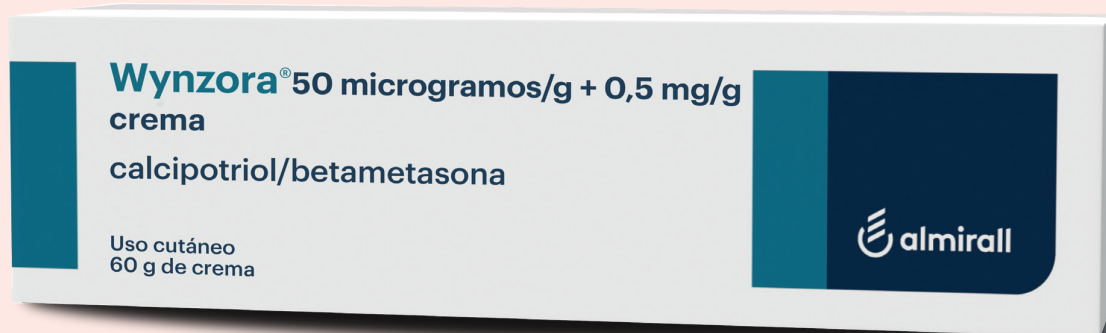 Wynzora® 50 microgramos/g + 0,5 mg/g
crema
calcipotriol/betametasona
Uso cutáneo
60 g de crema
almirall